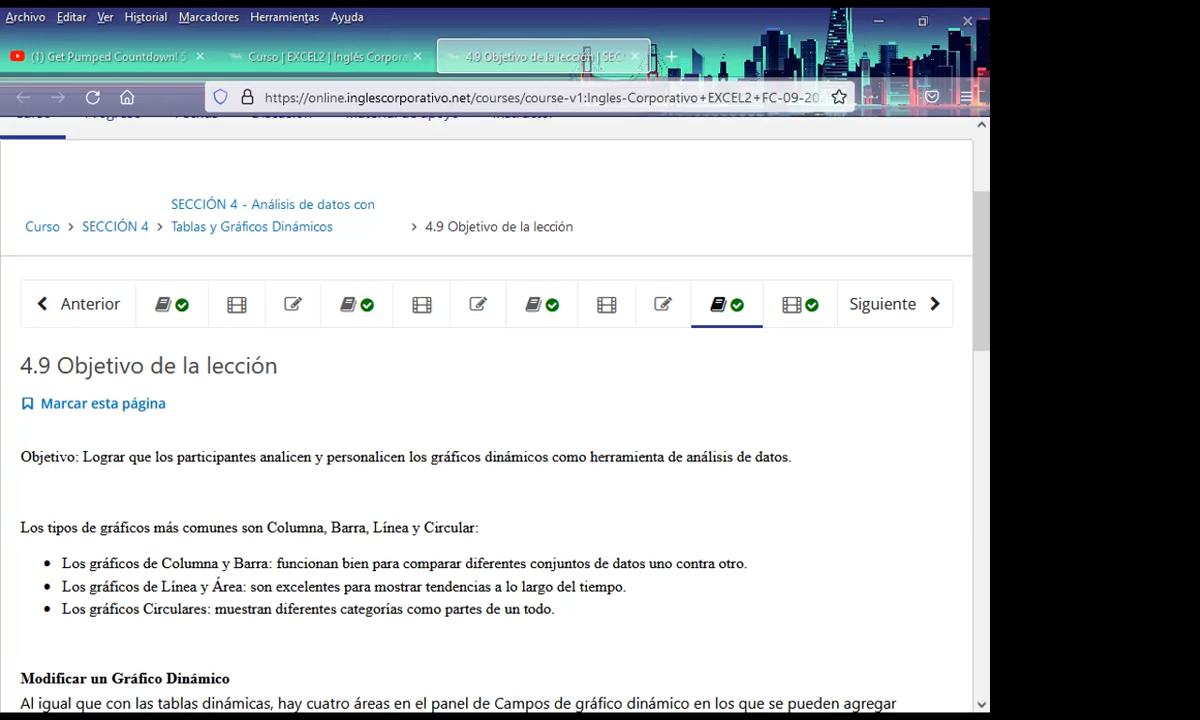 Archivo Editar Ver Historial Marcadores Herramientas Ayuda
(1) Get Pumped Countdown! 5
Curso | EXCEL2 | Inglés Corpora
4.9 Objetivo de la lección | SEC
https://online.inglescorporativo.net/courses/course-v1:Ingles-Corporativo+EXCEL2+FC-09-20
SECCIÓN 4 - Análisis de datos con
Curso > SECCIÓN 4 > Tablas y Gráficos Dinámicos > 4.9 Objetivo de la lección
Anterior Siguiente
4.9 Objetivo de la lección
Marcar esta página
Objetivo: Lograr que los participantes analicen y personalicen los gráficos dinámicos como herramienta de análisis de datos.
Los tipos de gráficos más comunes son Columna, Barra, Línea y Circular:
• Los gráficos de Columna y Barra: funcionan bien para comparar diferentes conjuntos de datos uno contra otro.
• Los gráficos de Línea y Área: son excelentes para mostrar tendencias a lo largo del tiempo.
• Los gráficos Circulares: muestran diferentes categorías como partes de un todo.
Modificar un Gráfico Dinámico
Al igual que con las tablas dinámicas, hay cuatro áreas en el panel de Campos de gráfico dinámico en los que se pueden agregar